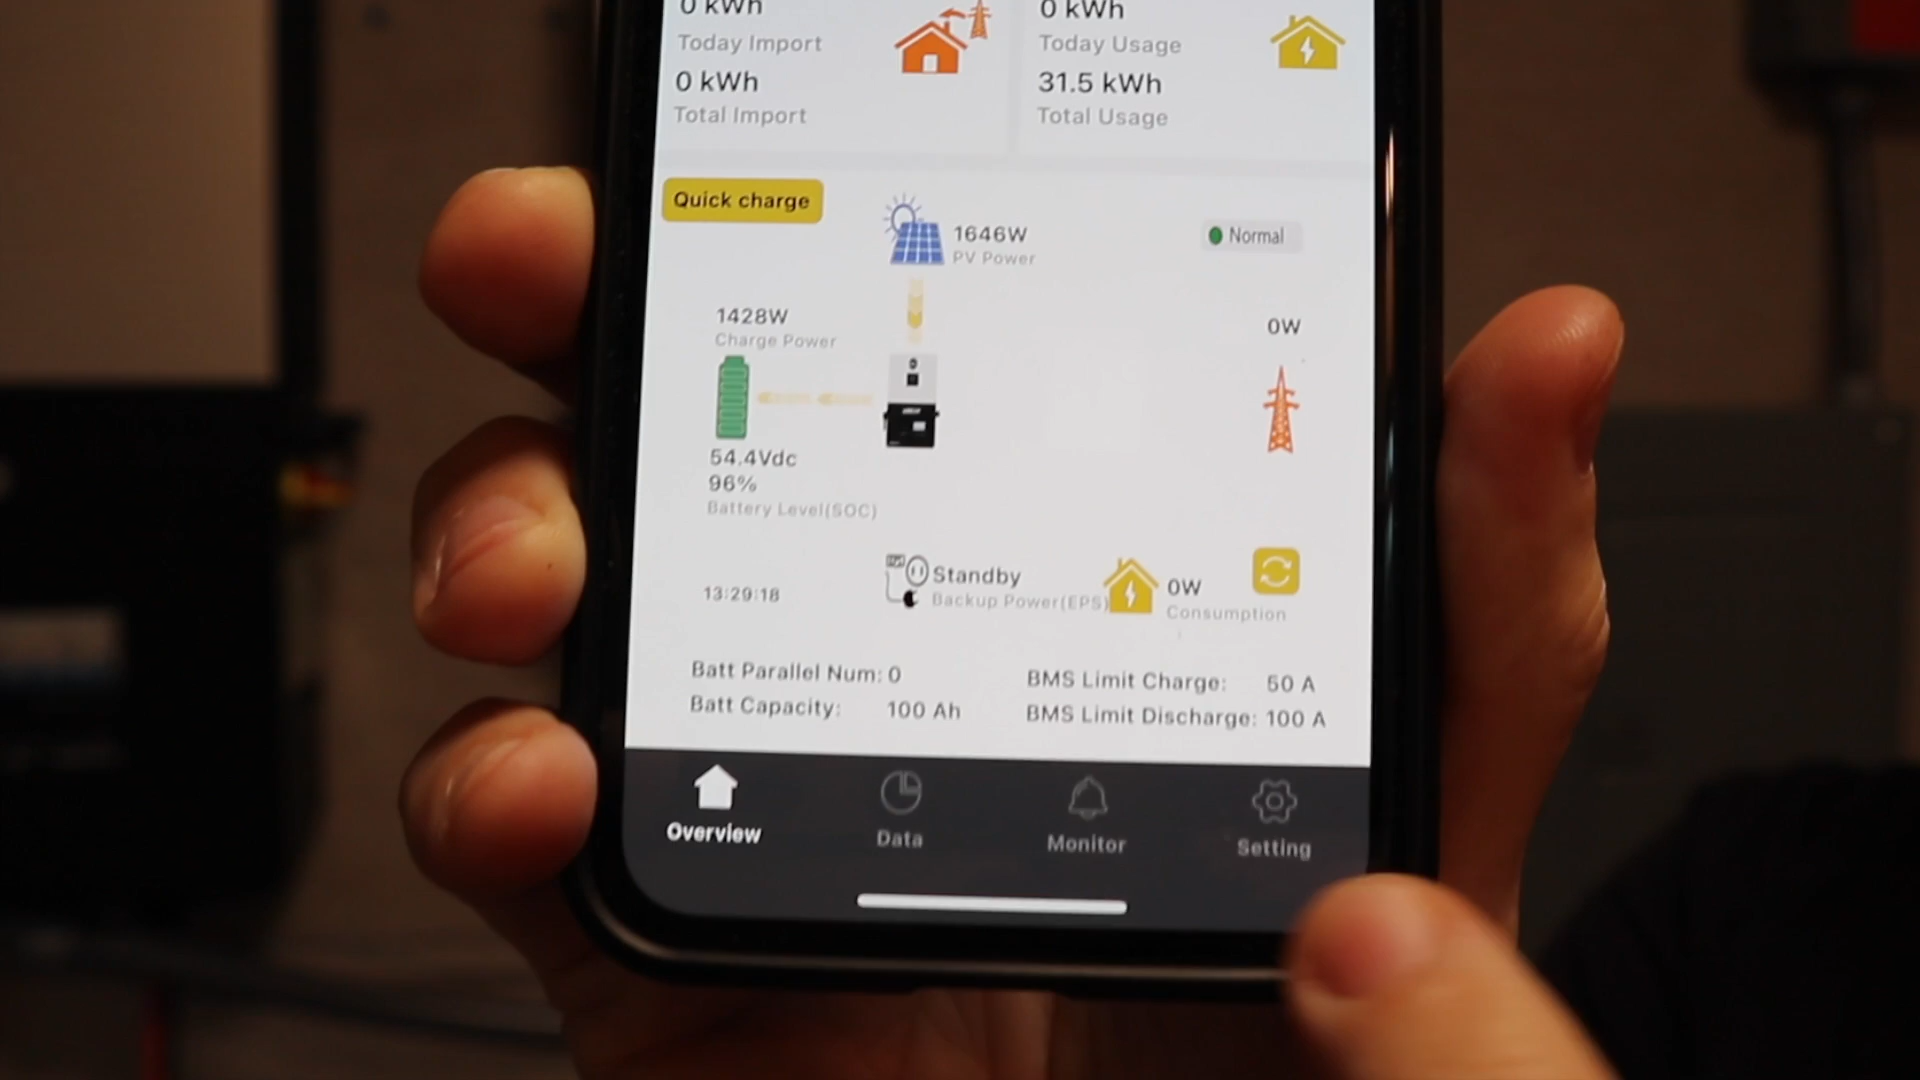 0 kWh
Today Import
0 kWh
Total Import
0 kWh
Today Usage
31.5 kWh
Total Usage
Quick charge
1646W
PV Power
Normal
1428W
Charge Power
0W
54.4Vdc
96%
Battery Level(SOC)
13:29:18
Standby
Backup Power(EPS)
0W
Consumption
Batt Parallel Num: 0
BMS Limit Charge: 50 A
Batt Capacity: 100 Ah
BMS Limit Discharge: 100 A
Overview
Data
Monitor
Setting